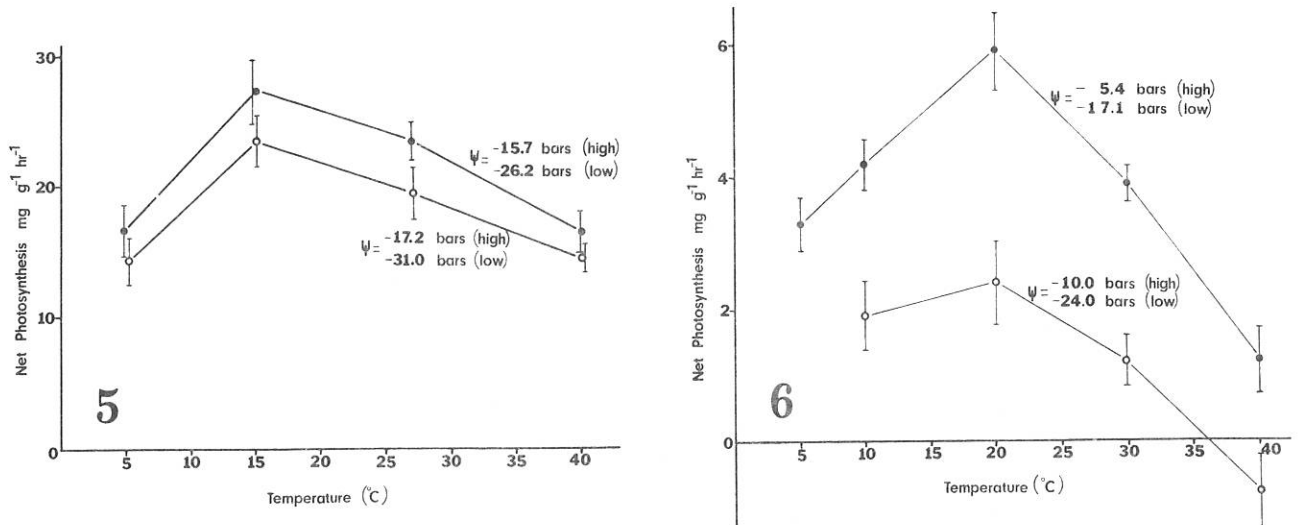 30
20
10
0
Net Photosynthesis mg g⁻¹ hr⁻¹
Ψ= -15.7 bars (high)
-26.2 bars (low)
Ψ= -17.2 bars (high)
-31.0 bars (low)
5
5 10 15 20 25 30 35 40
Temperature (°C)
6
4
2
0
Net Photosynthesis mg g⁻¹ hr⁻¹
Ψ= - 5.4 bars (high)
-17.1 bars (low)
Ψ= -10.0 bars (high)
-24.0 bars (low)
6
5 10 15 20 25 30 35 40
Temperature (°C)